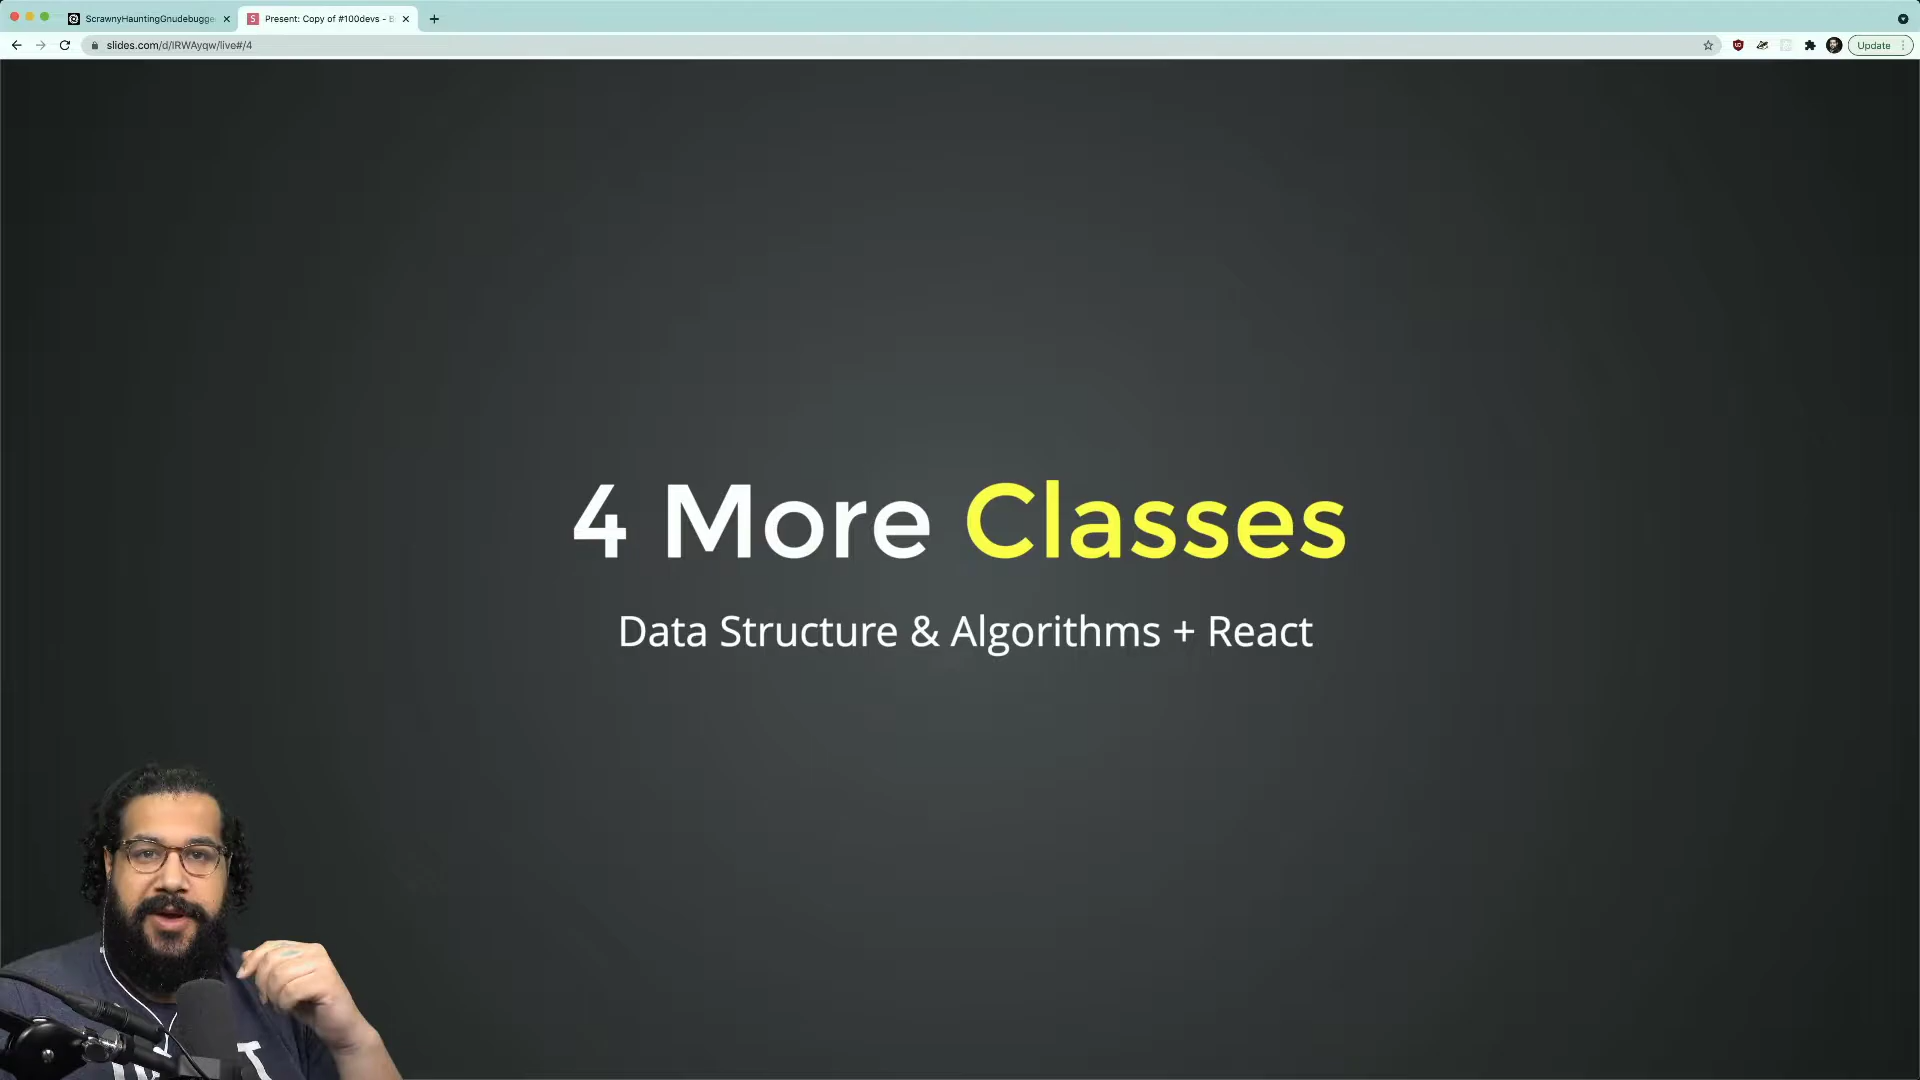 ScrawnyHauntingGnudebugge
Present: Copy of #100devs - B
slides.com/d/IRWAyqw/live#/4
Update
4 More Classes
Data Structure & Algorithms + React